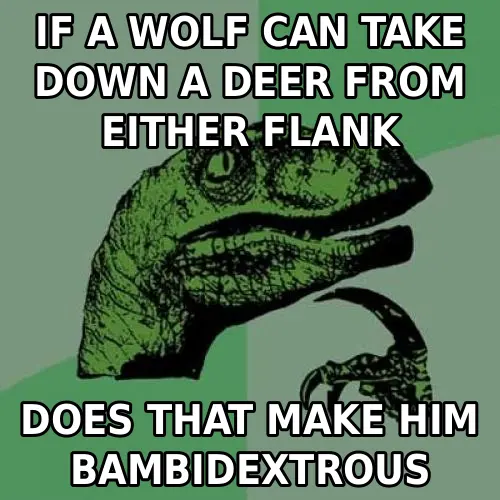 IF A WOLF CAN TAKE
DOWN A DEER FROM
EITHER FLANK
DOES THAT MAKE HIM
BAMBIDEXTROUS